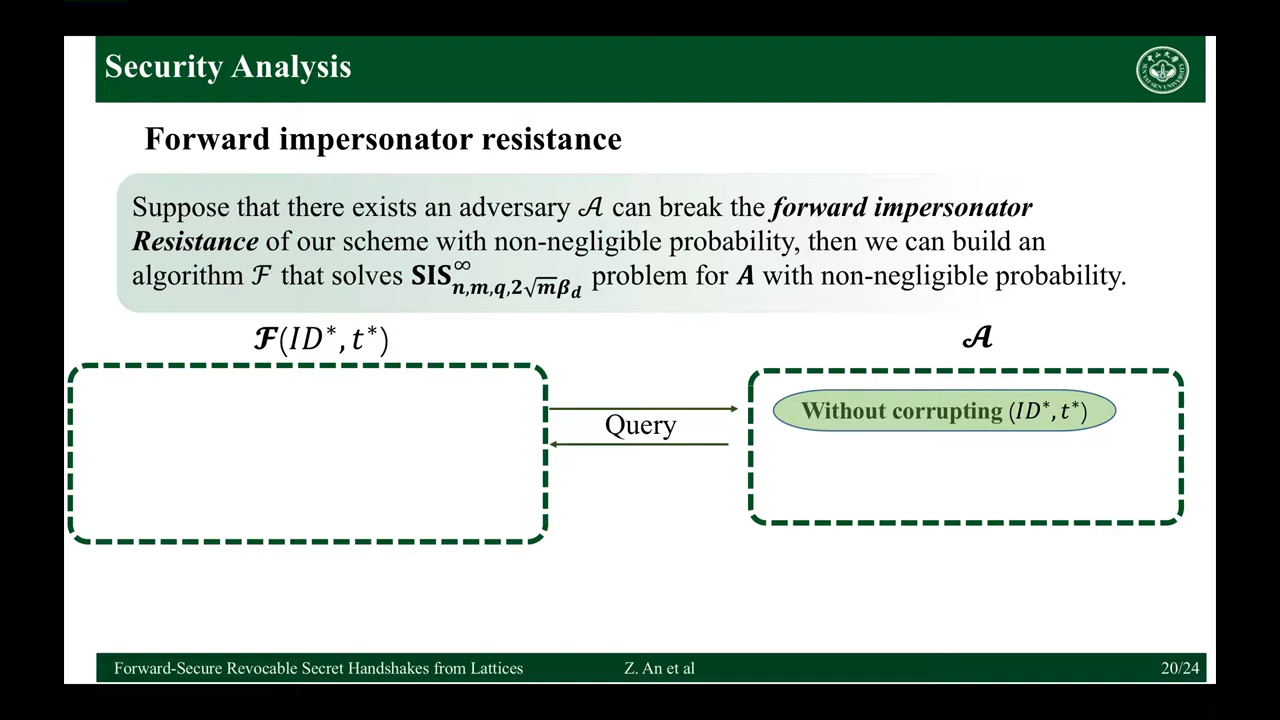 Security Analysis
Forward impersonator resistance
Suppose that there exists an adversary 𝒜 can break the forward impersonator
Resistance of our scheme with non-negligible probability, then we can build an
algorithm ℱ that solves SIS^∞_{n,m,q,2√m β_d} problem for A with non-negligible probability.
ℱ(ID*, t*)
𝒜
Without corrupting (ID*, t*)
Query
Forward-Secure Revocable Secret Handshakes from Lattices
Z. An et al
20/24